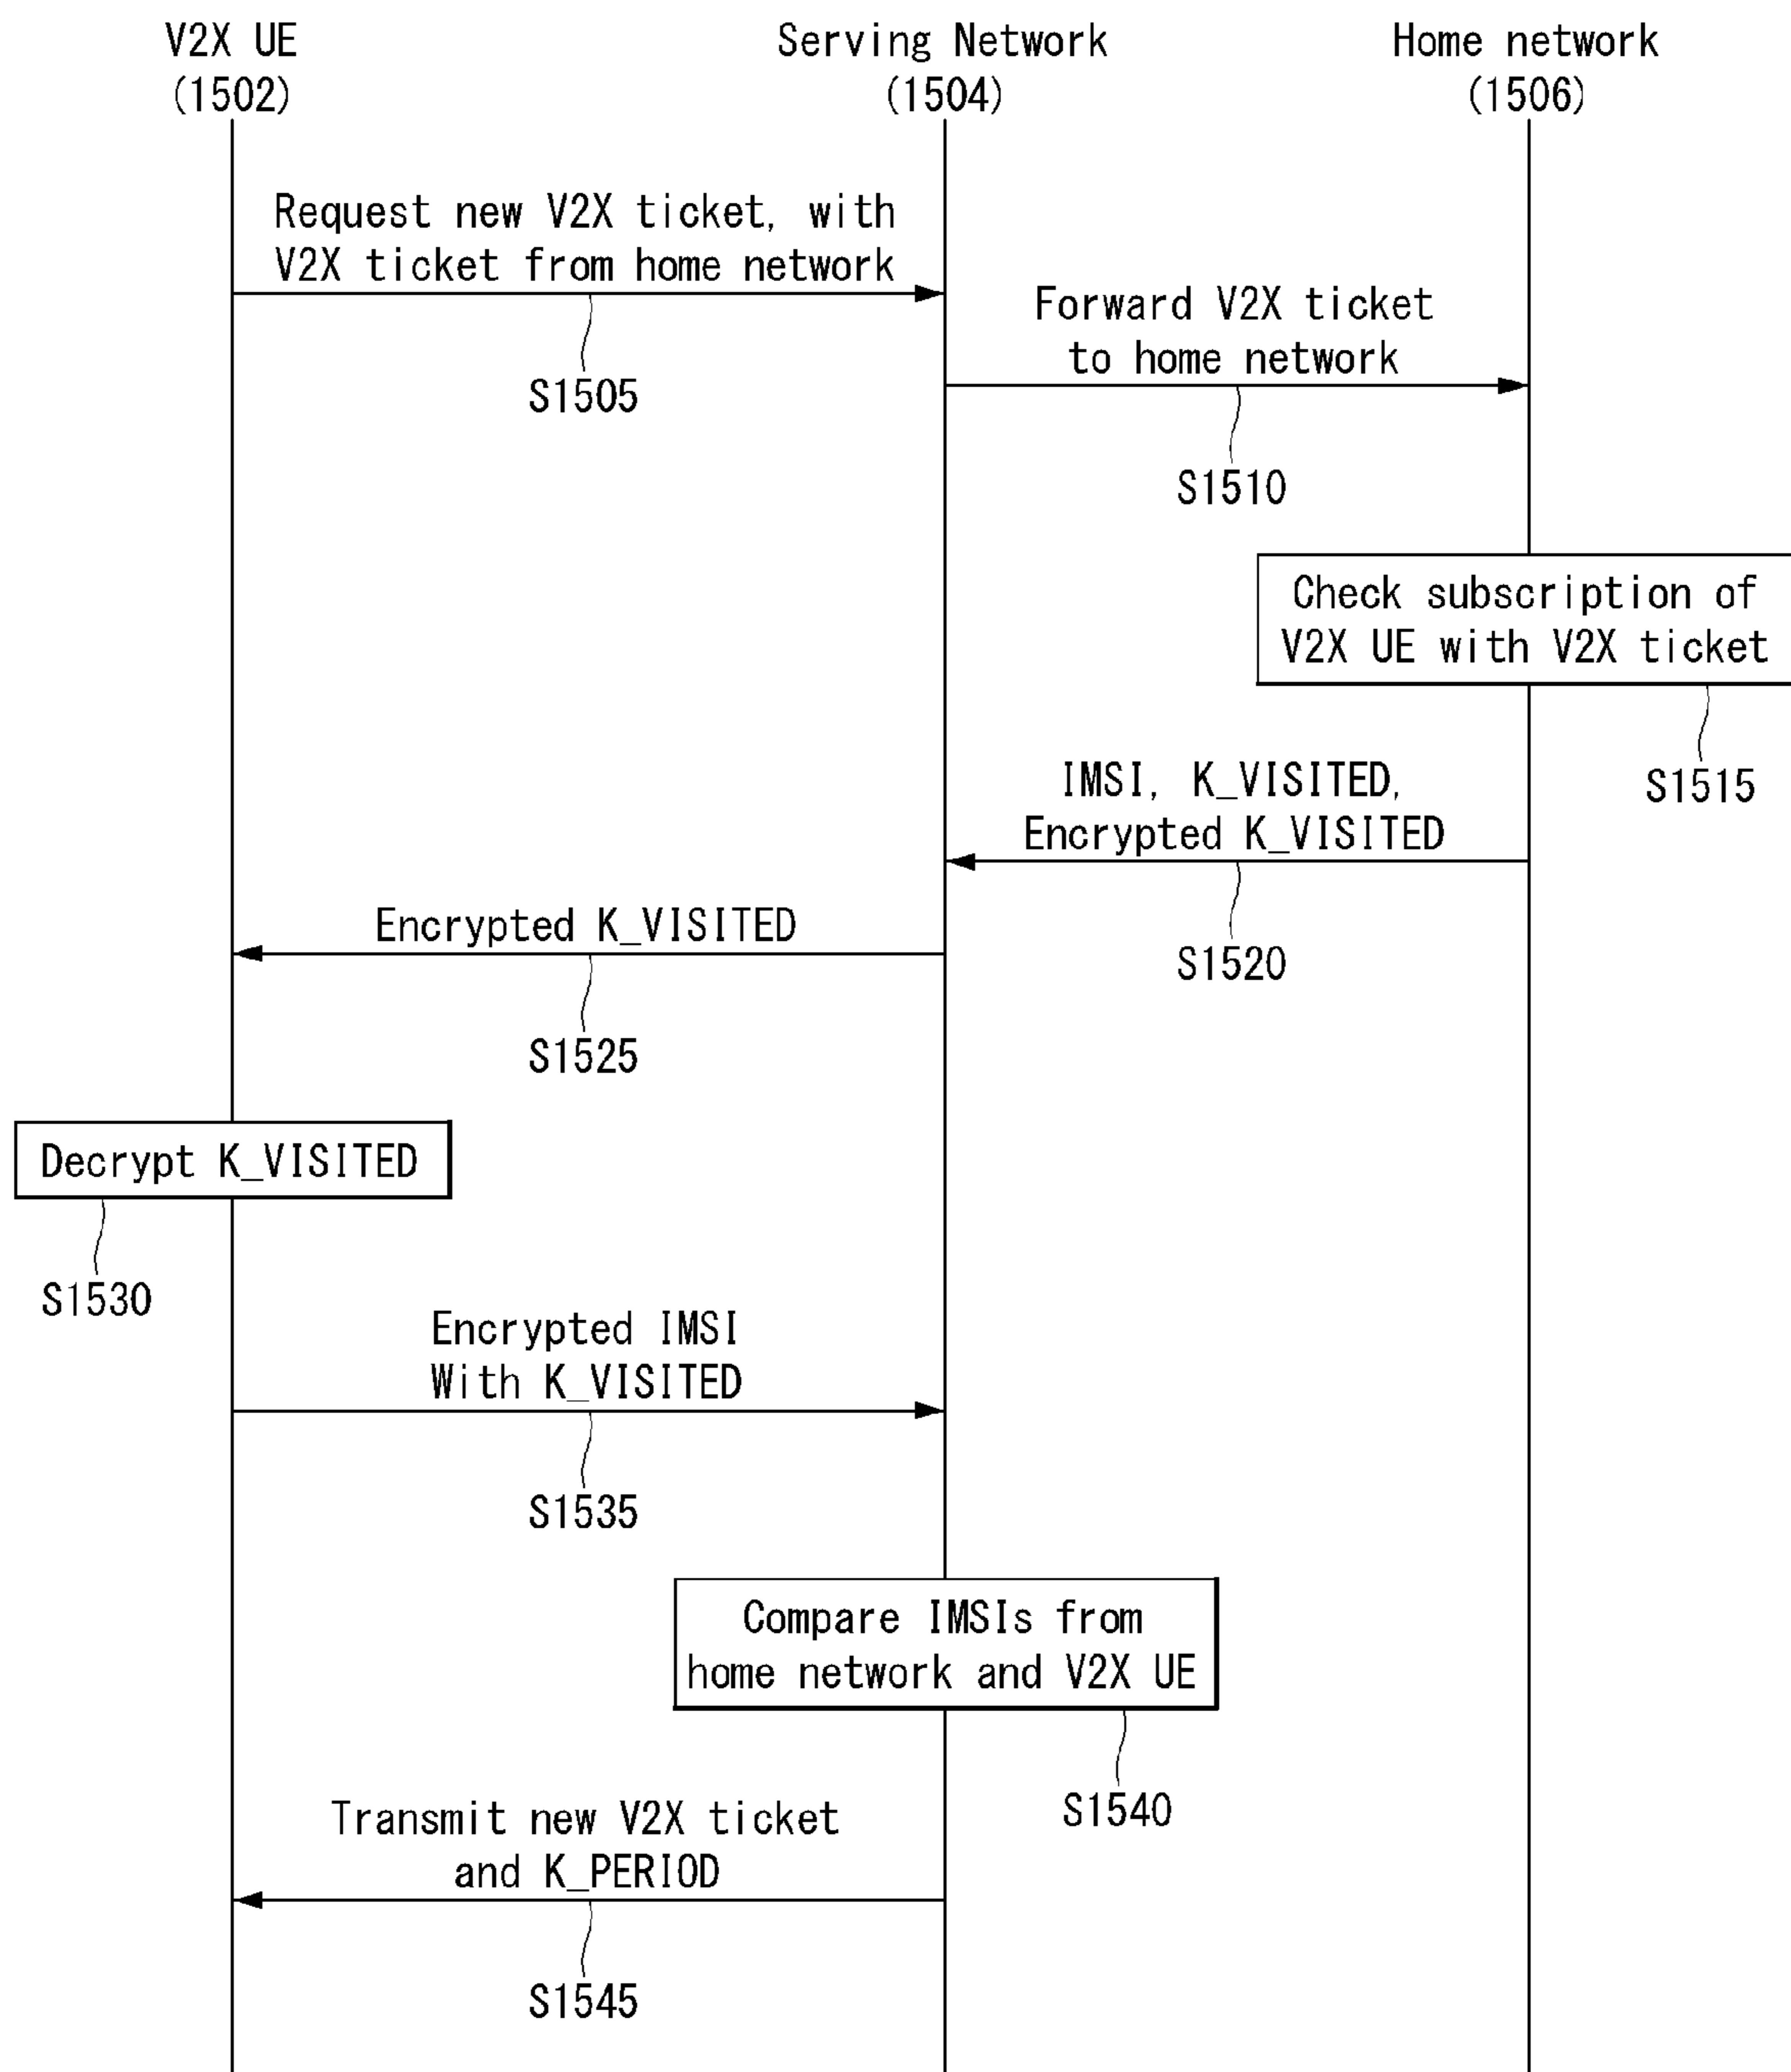 V2X UE
(1502)
Serving Network
(1504)
Home network
(1506)
Request new V2X ticket, with
V2X ticket from home network
S1505
Forward V2X ticket
to home network
S1510
Check subscription of
V2X UE with V2X ticket
S1515
IMSI, K_VISITED,
Encrypted K_VISITED
S1520
Encrypted K_VISITED
S1525
Decrypt K_VISITED
S1530
Encrypted IMSI
With K_VISITED
S1535
Compare IMSIs from
home network and V2X UE
S1540
Transmit new V2X ticket
and K_PERIOD
S1545